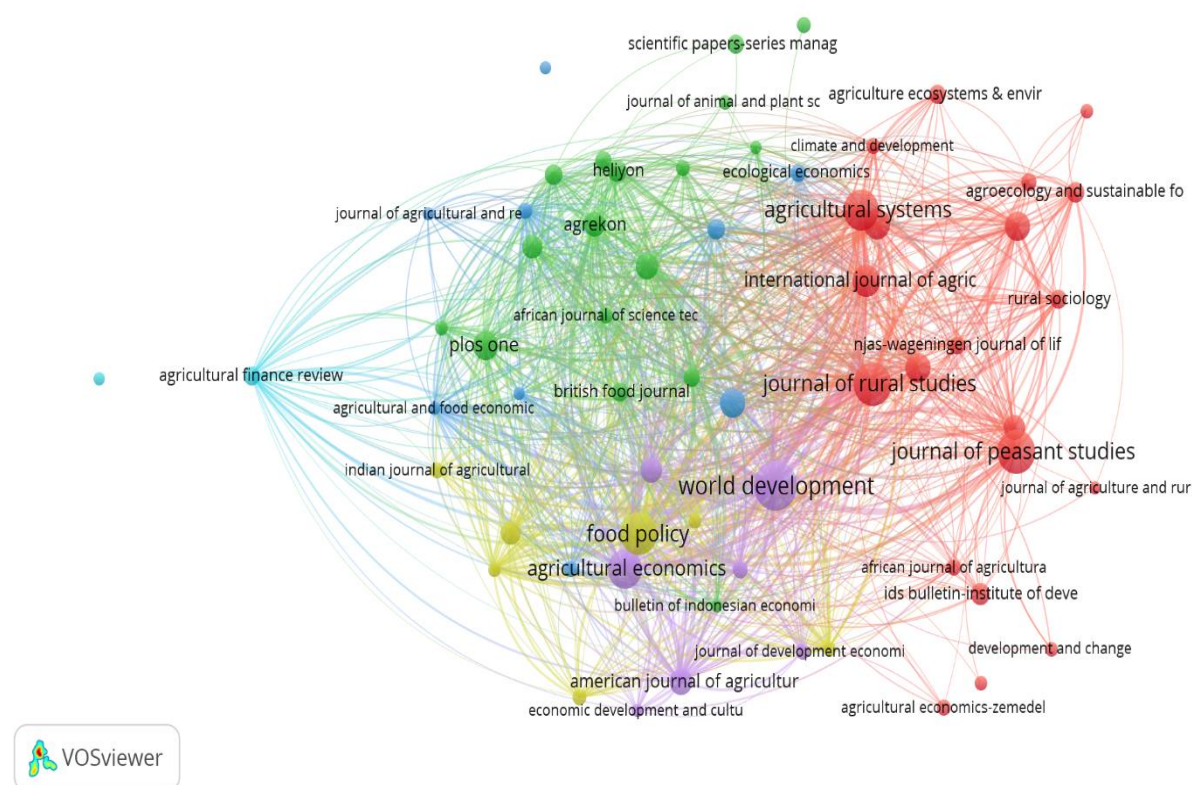 scientific papers-series manag
agriculture ecosystems & envir
journal of animal and plant sc
climate and development
heliyon
ecological economics
agroecology and sustainable fo
journal of agricultural and re
agricultural systems
agrekon
international journal of agric
rural sociology
african journal of science tec
plos one
njas-wageningen journal of lif
agricultural finance review
journal of rural studies
british food journal
agricultural and food economic
journal of peasant studies
indian journal of agricultural
world development
journal of agriculture and rur
food policy
agricultural economics
african journal of agricultura
ids bulletin-institute of deve
bulletin of indonesian economi
journal of development economi
development and change
american journal of agricultur
economic development and cultu
agricultural economics-zemedel
VOSviewer